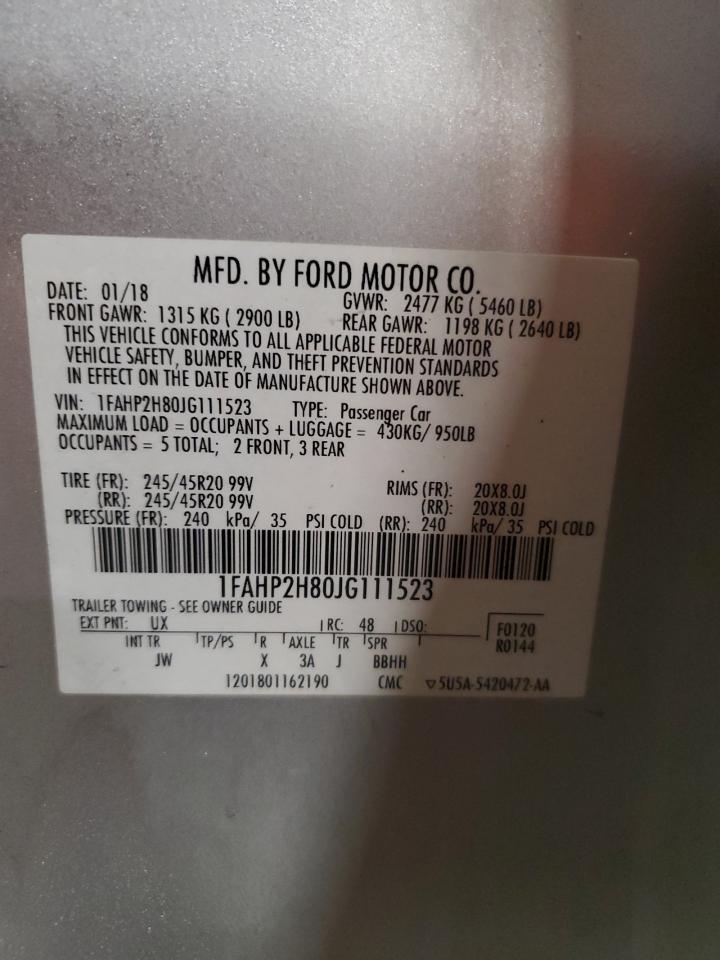 MFD. BY FORD MOTOR CO.
DATE: 01/18 GVWR: 2477 KG ( 5460 LB)
FRONT GAWR: 1315 KG ( 2900 LB) REAR GAWR: 1198 KG ( 2640 LB)
THIS VEHICLE CONFORMS TO ALL APPLICABLE FEDERAL MOTOR
VEHICLE SAFETY, BUMPER, AND THEFT PREVENTION STANDARDS
IN EFFECT ON THE DATE OF MANUFACTURE SHOWN ABOVE.
VIN: 1FAHP2H80JG111523 TYPE: Passenger Car
MAXIMUM LOAD = OCCUPANTS + LUGGAGE = 430KG/ 950LB
OCCUPANTS = 5 TOTAL; 2 FRONT, 3 REAR
TIRE (FR): 245/45R20 99V RIMS (FR): 20X8.0J
(RR): 245/45R20 99V (RR): 20X8.0J
PRESSURE (FR): 240 kPa/ 35 PSI COLD (RR): 240 kPa/ 35 PSI COLD
1FAHP2H80JG111523
TRAILER TOWING - SEE OWNER GUIDE
EXT PNT: UX RC: 48 DSO: F0120
INT TR TP/PS R AXLE TR SPR R0144
JW X 3A J BBHH
1201801162190 CMC ▽5U5A-5420472-AA